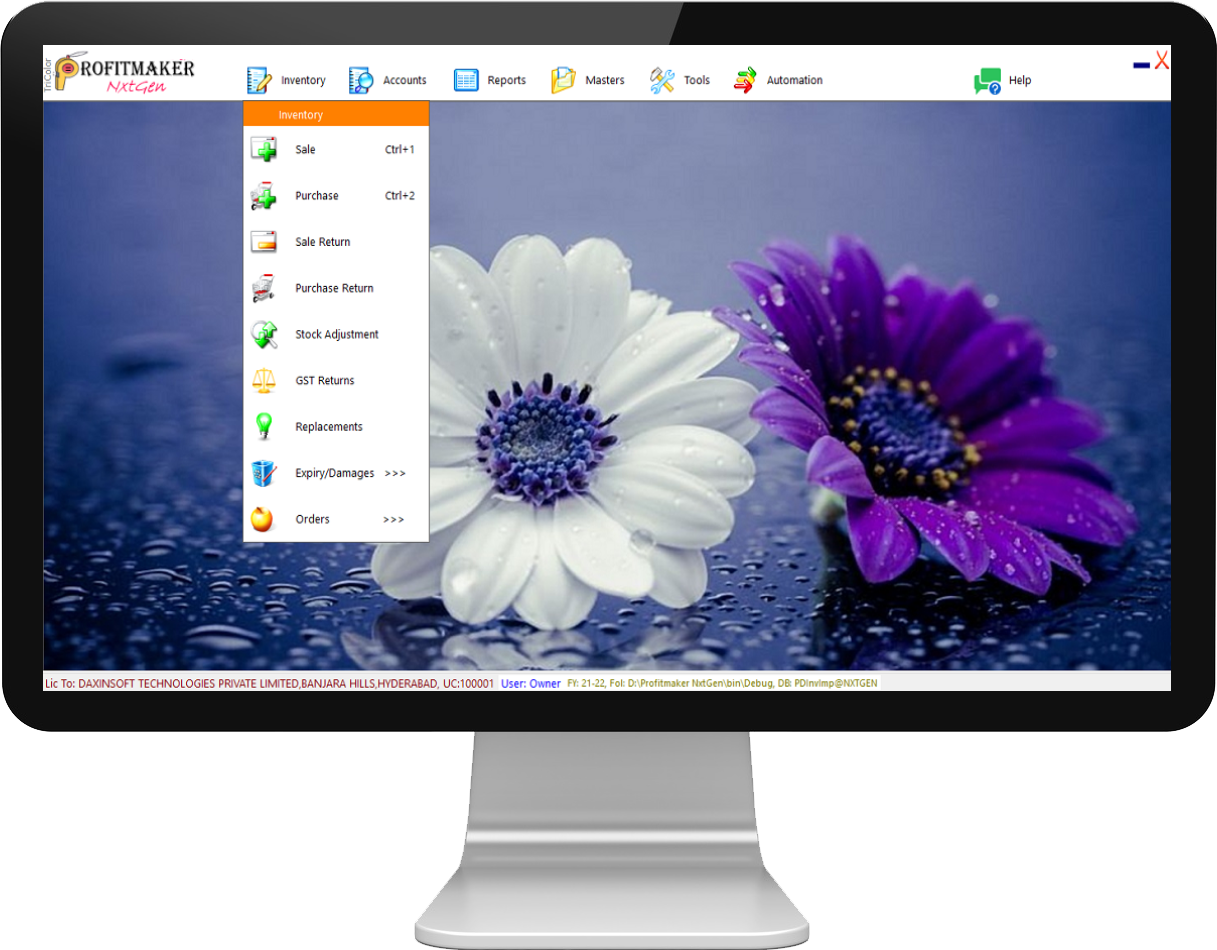 TriColor
PROFITMAKER
NxtGen
Inventory Accounts Reports Masters Tools Automation Help
Inventory
Sale Ctrl+1
Purchase Ctrl+2
Sale Return
Purchase Return
Stock Adjustment
GST Returns
Replacements
Expiry/Damages >>>
Orders >>>
Lic To: DAXINSOFT TECHNOLOGIES PRIVATE LIMITED,BANJARA HILLS,HYDERABAD, UC:100001 User: Owner FY: 21-22, Fol: D:\Profitmaker NxtGen\bin\Debug, DB: PDInvImp@NXTGEN